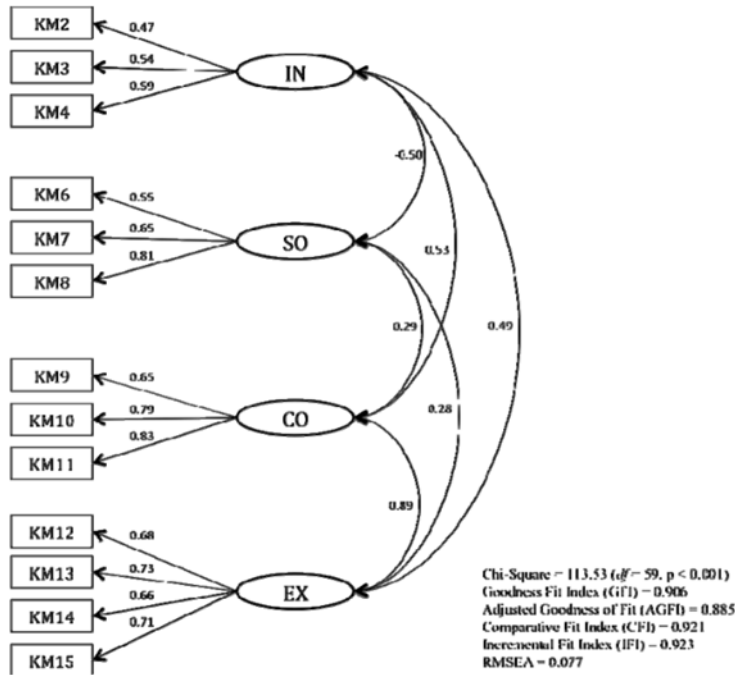 KM2
0.47
KM3
0.54
IN
KM4
0.59
-0.50
KM6
0.55
KM7
0.65
SO
0.53
KM8
0.81
0.29
0.49
KM9
0.65
KM10
0.79
CO
0.28
KM11
0.83
0.89
KM12
0.68
KM13
0.73
EX
KM14
0.66
KM15
0.71
Chi-Square = 113.53 (df = 59, p < 0.001)
Goodness Fit Index (GFI) = 0.906
Adjusted Goodness of Fit (AGFI) = 0.885
Comparative Fit Index (CFI) = 0.921
Incremental Fit Index (IFI) = 0.923
RMSEA = 0.077